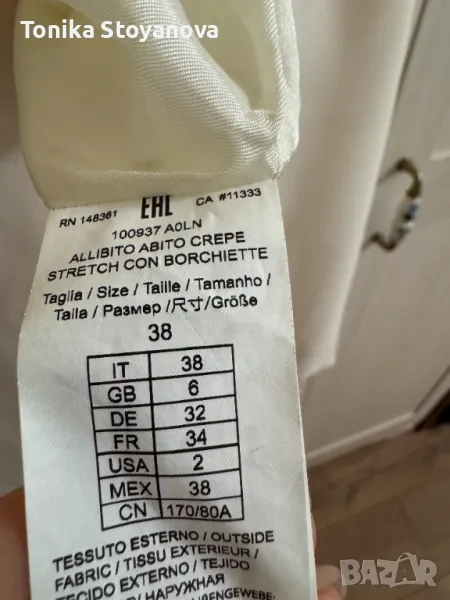 Tonika Stoyanova
RN 148361 EAC CA #11333
100937 A0LN
ALLIBITO ABITO CREPE
STRETCH CON BORCHIETTE
Taglia / Size / Taille / Tamanho /
Talla / Размер /尺寸/Größe
38
IT 38
GB 6
DE 32
FR 34
USA 2
MEX 38
CN 170/80A
TESSUTO ESTERNO / OUTSIDE
FABRIC / TISSU EXTERIEUR /
TECIDO EXTERNO / TEJIDO
НАРУЖНАЯ
BAZAR